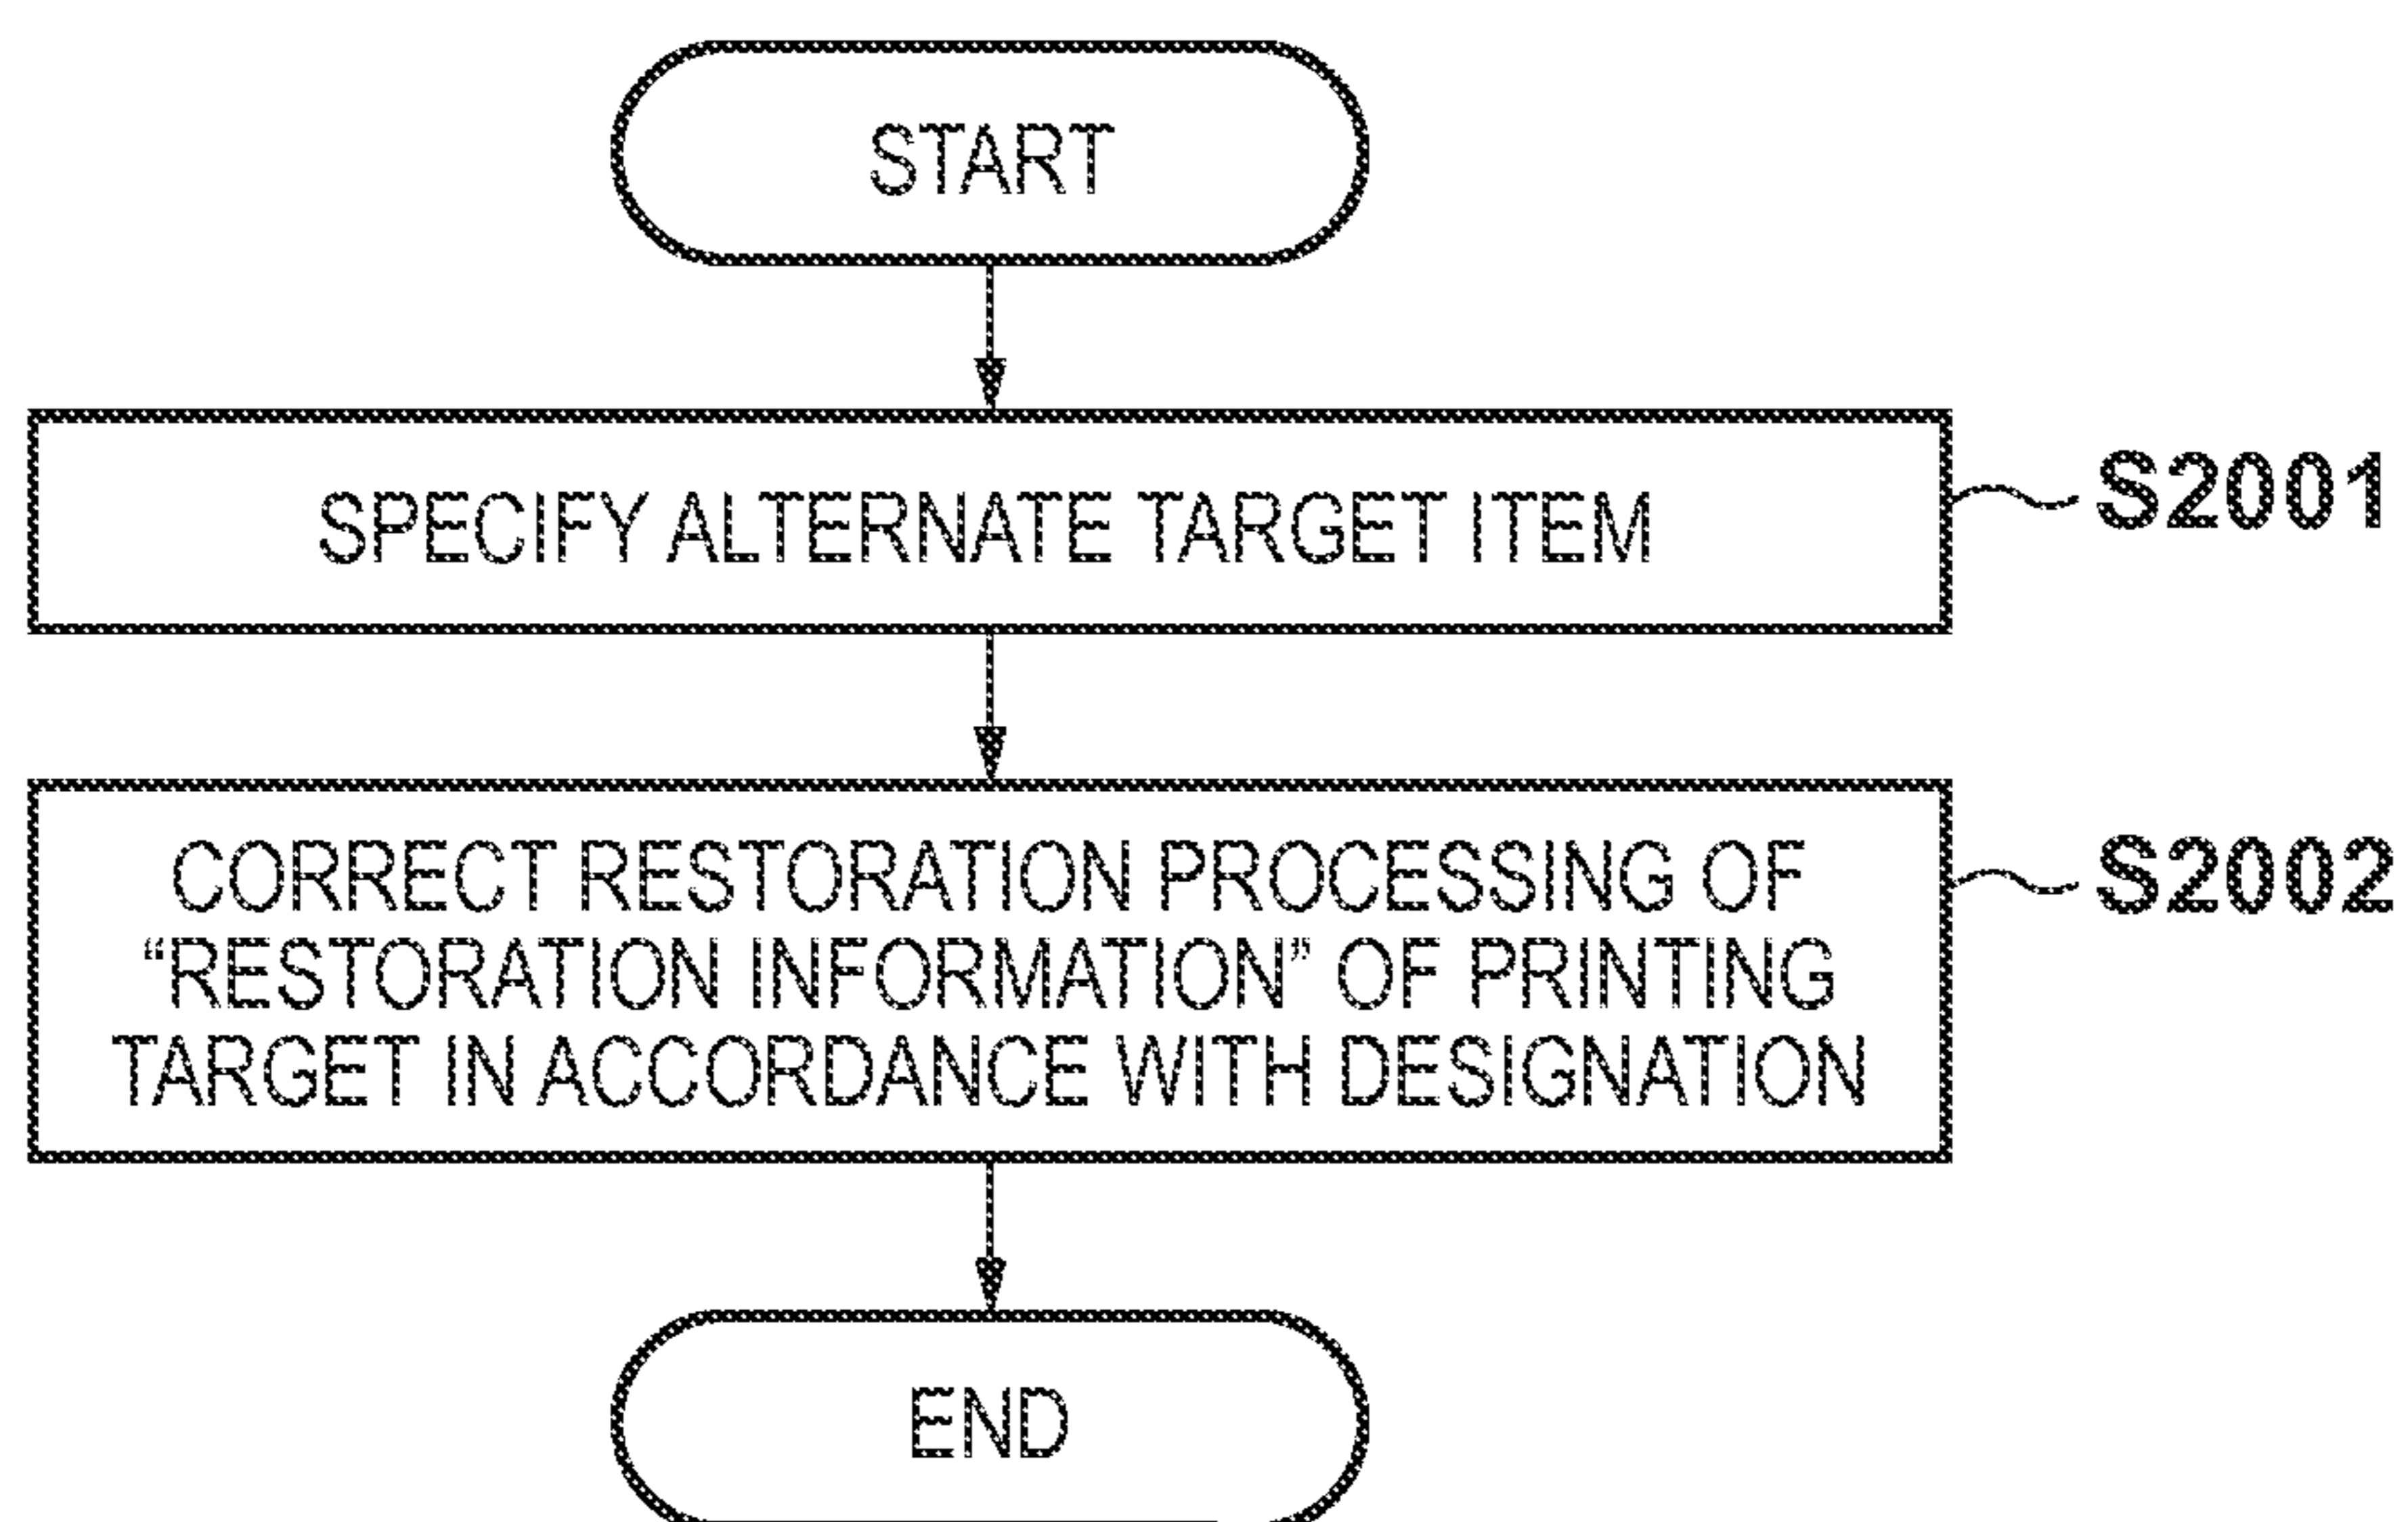 START
SPECIFY ALTERNATE TARGET ITEM
S2001
CORRECT RESTORATION PROCESSING OF
“RESTORATION INFORMATION” OF PRINTING
TARGET IN ACCORDANCE WITH DESIGNATION
S2002
END